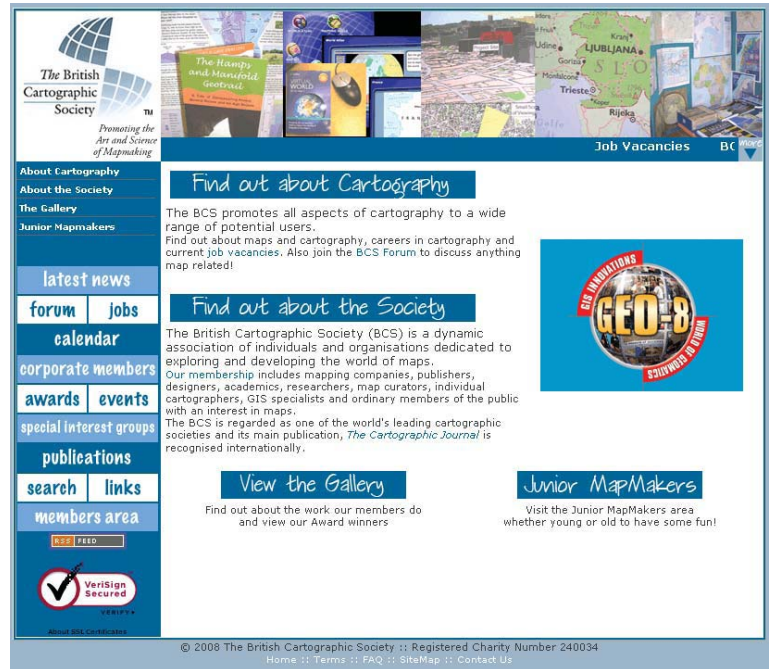 The British
Cartographic
Society
TM
Promoting the
Art and Science
of Mapmaking
The Hampy
and Manifold
Geotrail
WORLD
Kranj
Udine
LJUBLJANA
Gorizia
S L O
Monfalcone
Trieste
Koper
Rijeka
Job Vacancies BC more
About Cartography
About the Society
The Gallery
Junior Mapmakers
latest news
forum jobs
calendar
corporate members
awards events
special interest groups
publications
search links
members area
RSS FEED
VeriSign
Secured
VERIFY
About SSL Certificates
Find out about Cartography
The BCS promotes all aspects of cartography to a wide
range of potential users.
Find out about maps and cartography, careers in cartography and
current job vacancies. Also join the BCS Forum to discuss anything
map related!
Find out about the Society
The British Cartographic Society (BCS) is a dynamic
association of individuals and organisations dedicated to
exploring and developing the world of maps.
Our membership includes mapping companies, publishers,
designers, academics, researchers, map curators, individual
cartographers, GIS specialists and ordinary members of the public
with an interest in maps.
The BCS is regarded as one of the world's leading cartographic
societies and its main publication, The Cartographic Journal is
recognised internationally.
GIS INNOVATIONS
GEO-8
WORLD OF GEOMATICS
View the Gallery
Find out about the work our members do
and view our Award winners
Junior MapMakers
Visit the Junior MapMakers area
whether young or old to have some fun!
© 2008 The British Cartographic Society :: Registered Charity Number 240034
Home :: Terms :: FAQ :: SiteMap :: Contact Us